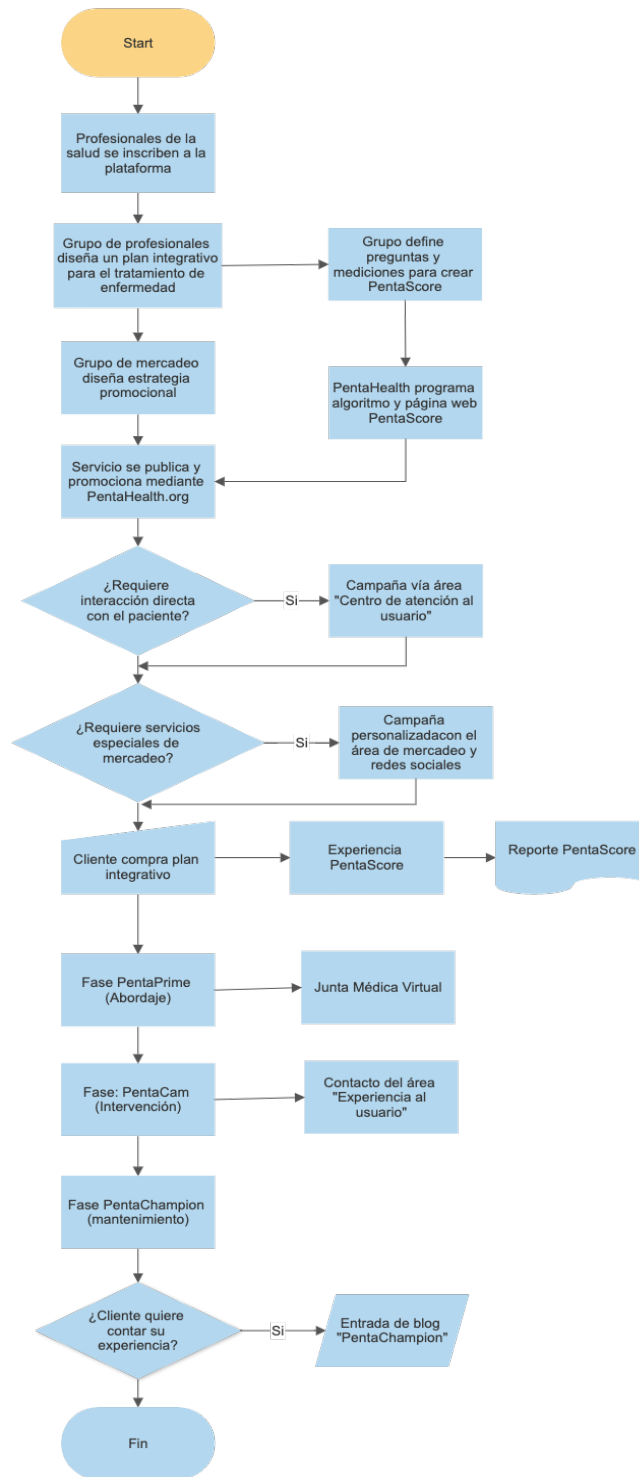 Start
Profesionales de la
salud se inscriben a la
plataforma
Grupo de profesionales
diseña un plan integrativo
para el tratamiento de
enfermedad
Grupo define
preguntas y
mediciones para crear
PentaScore
Grupo de mercadeo
diseña estrategia
promocional
PentaHealth programa
algoritmo y página web
PentaScore
Servicio se publica y
promociona mediante
PentaHealth.org
¿Requiere
interacción directa
con el paciente?
Si
Campaña vía área
"Centro de atención al
usuario"
¿Requiere servicios
especiales de
mercadeo?
Si
Campaña
personalizadacon el
área de mercadeo y
redes sociales
Cliente compra plan
integrativo
Experiencia
PentaScore
Reporte PentaScore
Fase PentaPrime
(Abordaje)
Junta Médica Virtual
Fase: PentaCam
(Intervención)
Contacto del área
"Experiencia al
usuario"
Fase PentaChampion
(mantenimiento)
¿Cliente quiere
contar su
experiencia?
Si
Entrada de blog
"PentaChampion"
Fin